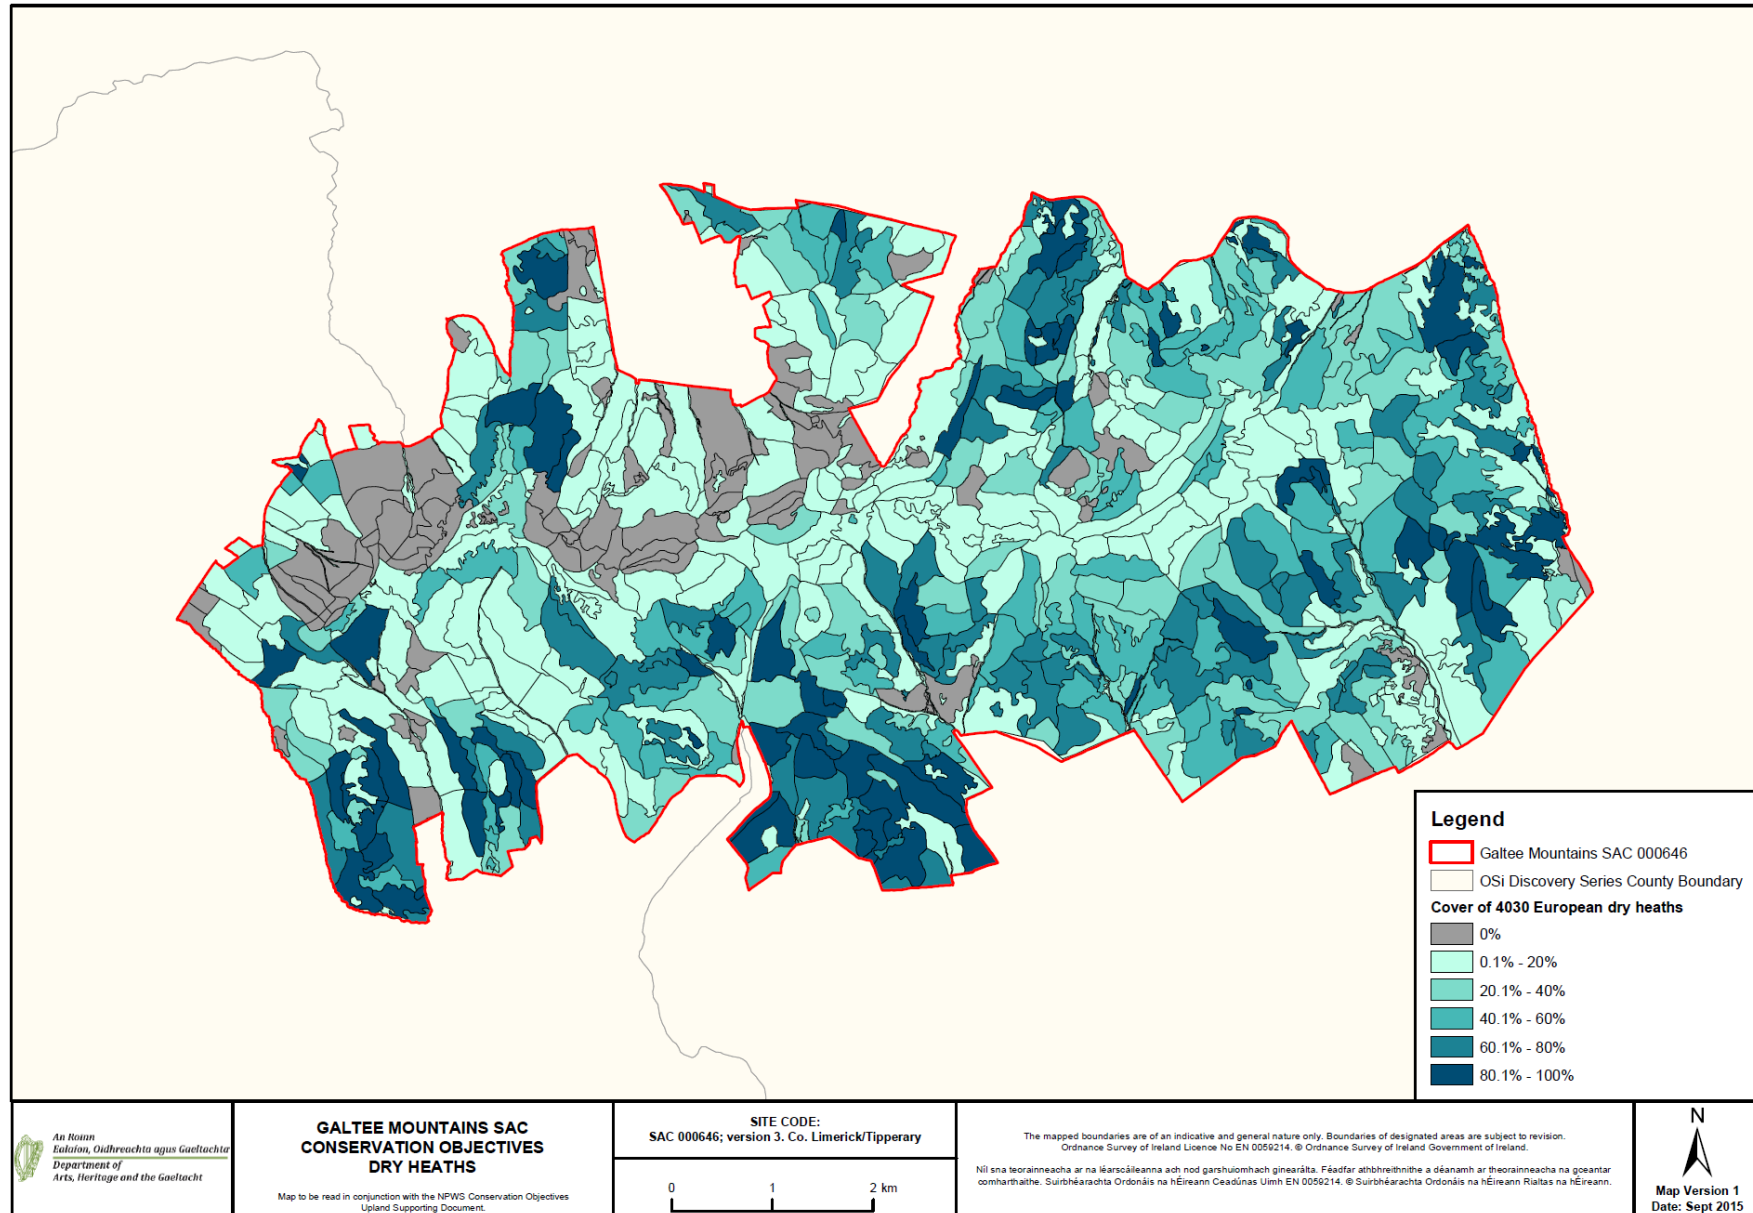 Legend
Galtee Mountains SAC 000646
OSi Discovery Series County Boundary
Cover of 4030 European dry heaths
0%
0.1% - 20%
20.1% - 40%
40.1% - 60%
60.1% - 80%
80.1% - 100%
An Roinn
Ealaíon, Oidhreachta agus Gaeltachta
Department of
Arts, Heritage and the Gaeltacht
GALTEE MOUNTAINS SAC
CONSERVATION OBJECTIVES
DRY HEATHS
Map to be read in conjunction with the NPWS Conservation Objectives
Upland Supporting Document.
SITE CODE:
SAC 000646; version 3. Co. Limerick/Tipperary
0 1 2 km
The mapped boundaries are of an indicative and general nature only. Boundaries of designated areas are subject to revision.
Ordnance Survey of Ireland Licence No EN 0059214. © Ordnance Survey of Ireland Government of Ireland.
Níl sna teorainneacha ar na léarscáileanna ach nod garshuiomhach ginearálta. Féadfar athbhreithnithe a déanamh ar theorainneacha na gceantar
comharthaithe. Suirbhéarachta Ordonáis na hÉireann Ceadúnas Uimh EN 0059214. © Suirbhéarachta Ordonáis na hÉireann Rialtas na hÉireann.
N
Map Version 1
Date: Sept 2015